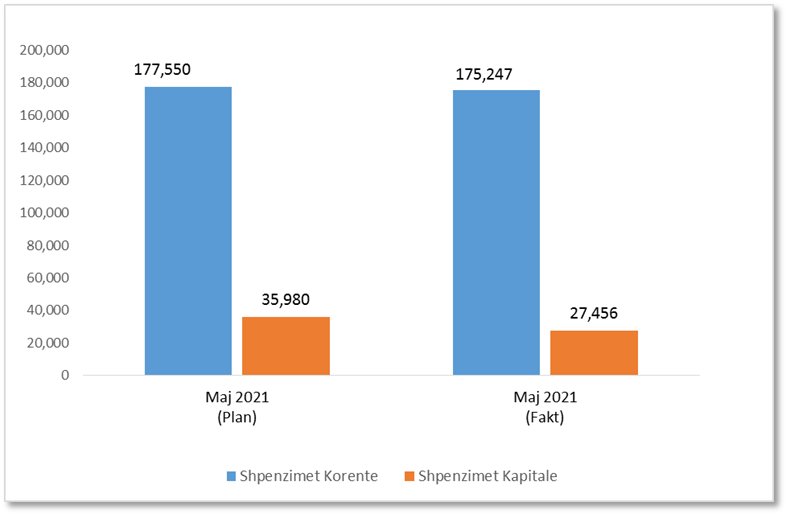 200,000
180,000
160,000
140,000
120,000
100,000
80,000
60,000
40,000
20,000
0
177,550
35,980
175,247
27,456
Maj 2021
(Plan)
Maj 2021
(Fakt)
Shpenzimet Korente
Shpenzimet Kapitale